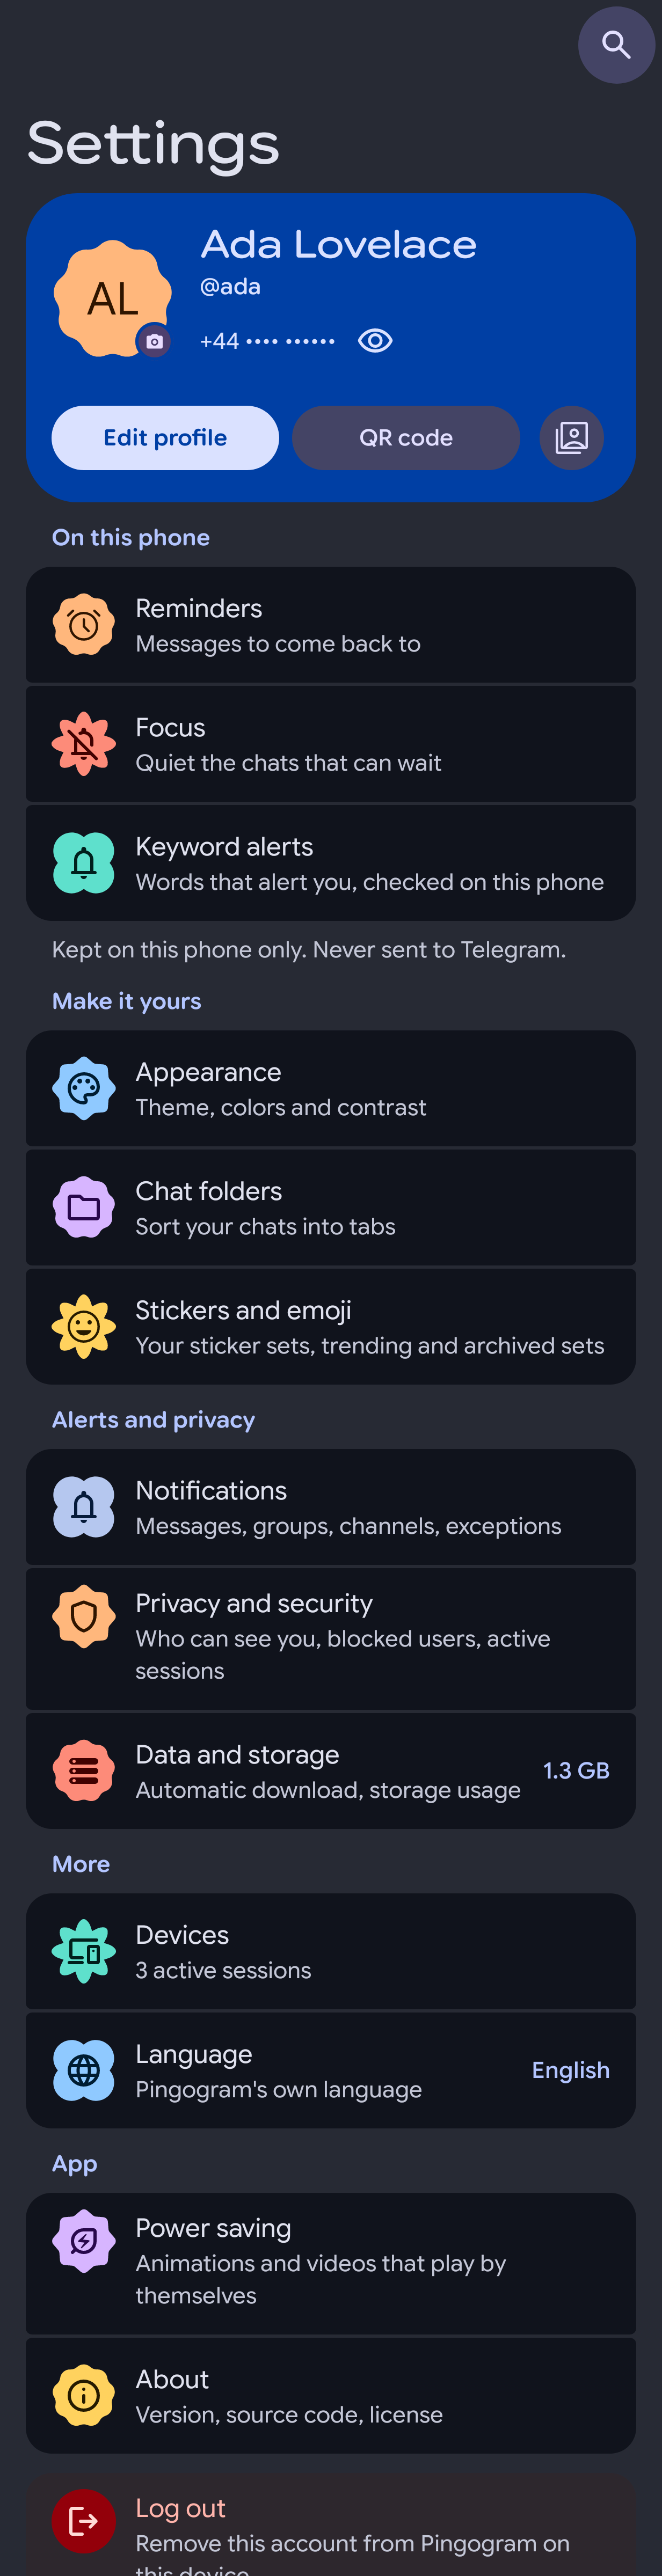 Settings
AL
Ada Lovelace
@ada
+44 •••• ••••••
Edit profile
QR code
On this phone
Reminders
Messages to come back to
Focus
Quiet the chats that can wait
Keyword alerts
Words that alert you, checked on this phone
Kept on this phone only. Never sent to Telegram.
Make it yours
Appearance
Theme, colors and contrast
Chat folders
Sort your chats into tabs
Stickers and emoji
Your sticker sets, trending and archived sets
Alerts and privacy
Notifications
Messages, groups, channels, exceptions
Privacy and security
Who can see you, blocked users, active
sessions
Data and storage
Automatic download, storage usage
1.3 GB
More
Devices
3 active sessions
Language
Pingogram's own language
English
App
Power saving
Animations and videos that play by
themselves
About
Version, source code, license
Log out
Remove this account from Pingogram on
this device